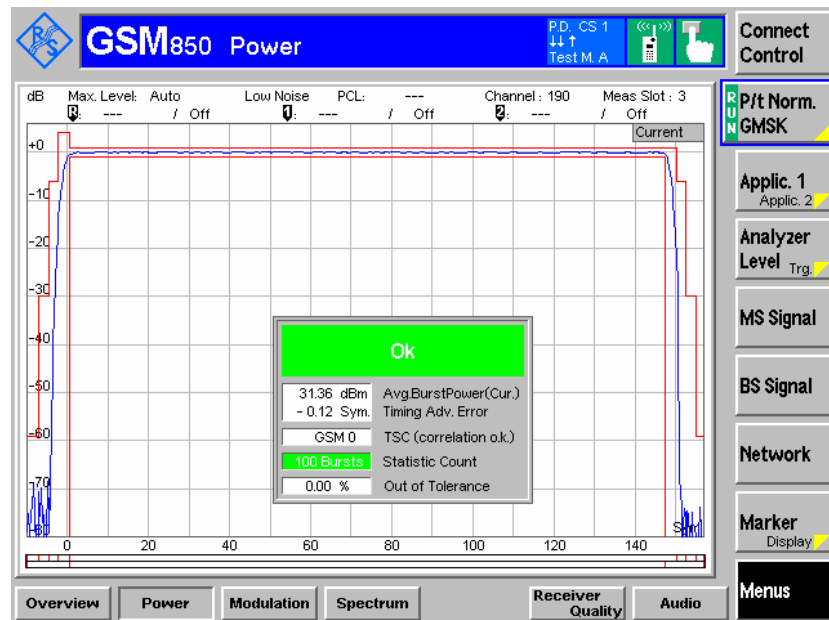 R&S
GSM850 Power
P.D. CS 1
Test M. A
Connect Control
dB Max. Level: Auto Low Noise PCL: --- Channel : 190 Meas Slot : 3
R: --- / Off 1: --- / Off 2: --- / Off
Current
RUN
P/t Norm.
GMSK
Applic. 1
Applic. 2
Analyzer
Level Trg.
MS Signal
BS Signal
Network
Marker
Display
Menus
+0
-10
-20
-30
-40
-50
-60
-70
-80
Ok
31.36 dBm Avg.BurstPower(Cur.)
- 0.12 Sym. Timing Adv. Error
GSM 0 TSC (correlation o.k.)
100 Bursts Statistic Count
0.00 % Out of Tolerance
Sym
0 20 40 60 80 100 120 140
Overview Power Modulation Spectrum Receiver Quality Audio